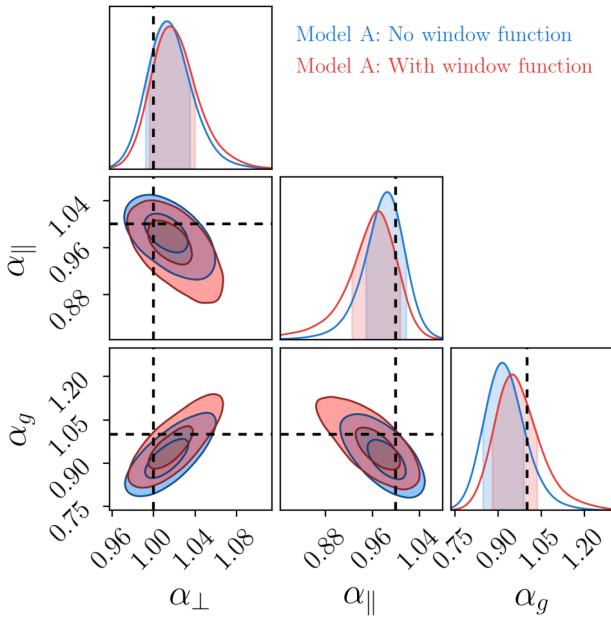 Model A: No window function
Model A: With window function
α∥
1.04
0.96
0.88
α_g
1.20
1.05
0.90
0.75
0.96 1.00 1.04 1.08
0.88 0.96 1.04
0.75 0.90 1.05 1.20
α⊥ α∥ α_g